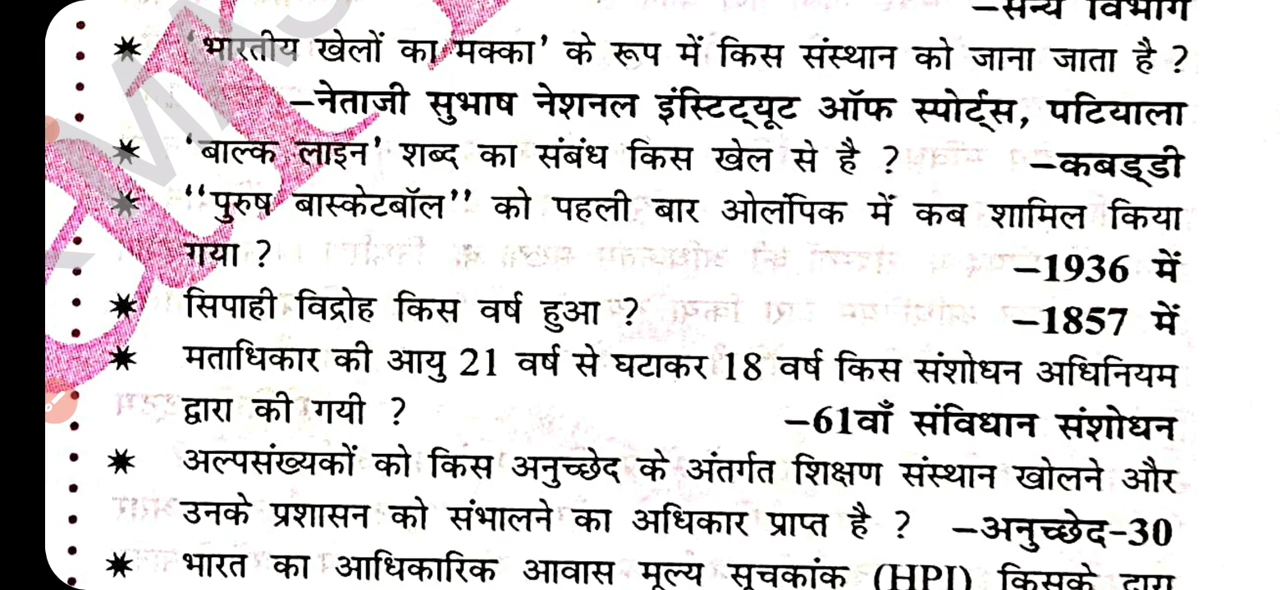 –सैन्य विभाग
‘भारतीय खेलों का मक्का’ के रूप में किस संस्थान को जाना जाता है ?
–नेताजी सुभाष नेशनल इंस्टिट्यूट ऑफ स्पोर्ट्स, पटियाला
‘बाल्क लाइन’ शब्द का संबंध किस खेल से है ? –कबड्डी
‘‘पुरुष बास्केटबॉल’’ को पहली बार ओलंपिक में कब शामिल किया
गया ? –1936 में
सिपाही विद्रोह किस वर्ष हुआ ? –1857 में
मताधिकार की आयु 21 वर्ष से घटाकर 18 वर्ष किस संशोधन अधिनियम
द्वारा की गयी ? –61वाँ संविधान संशोधन
अल्पसंख्यकों को किस अनुच्छेद के अंतर्गत शिक्षण संस्थान खोलने और
उनके प्रशासन को संभालने का अधिकार प्राप्त है ? –अनुच्छेद-30
भारत का आधिकारिक आवास मूल्य सूचकांक (HPI) किसके द्वारा